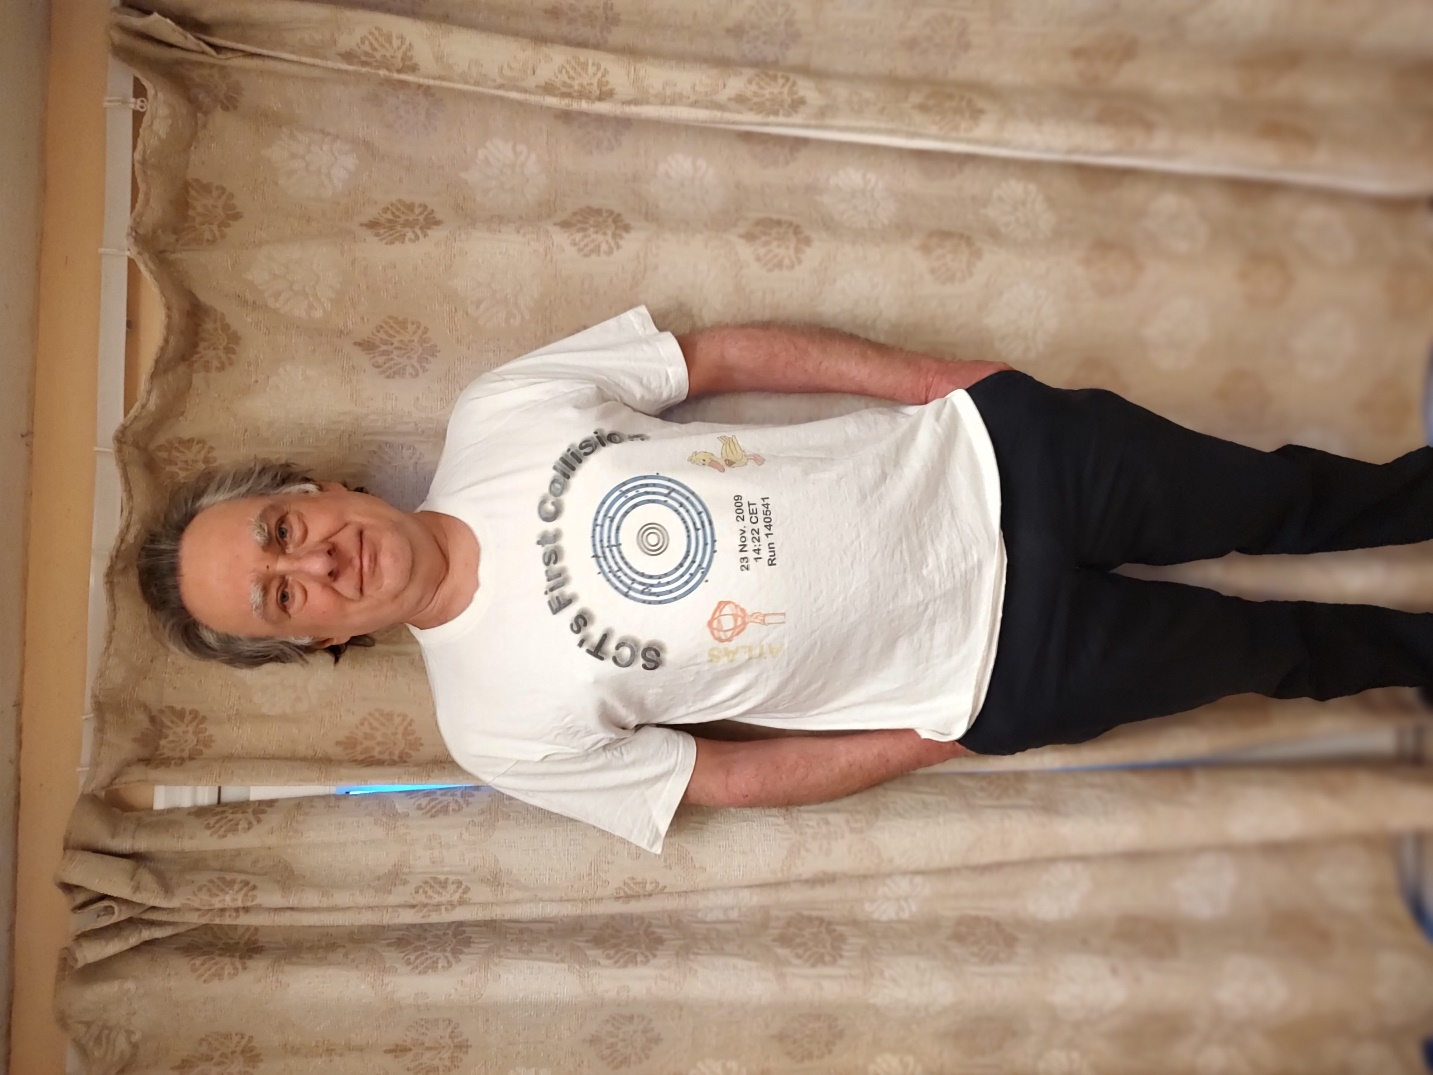 SCT's First Collision
ATLAS
23 Nov. 2009
14:22 CET
Run 140541